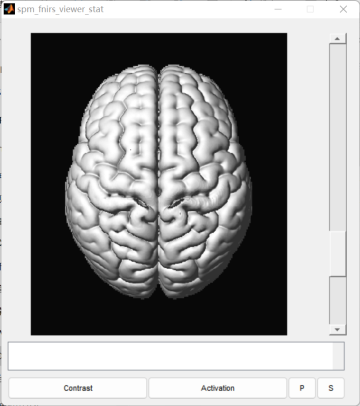 spm_fnirs_viewer_stat
Contrast Activation P S